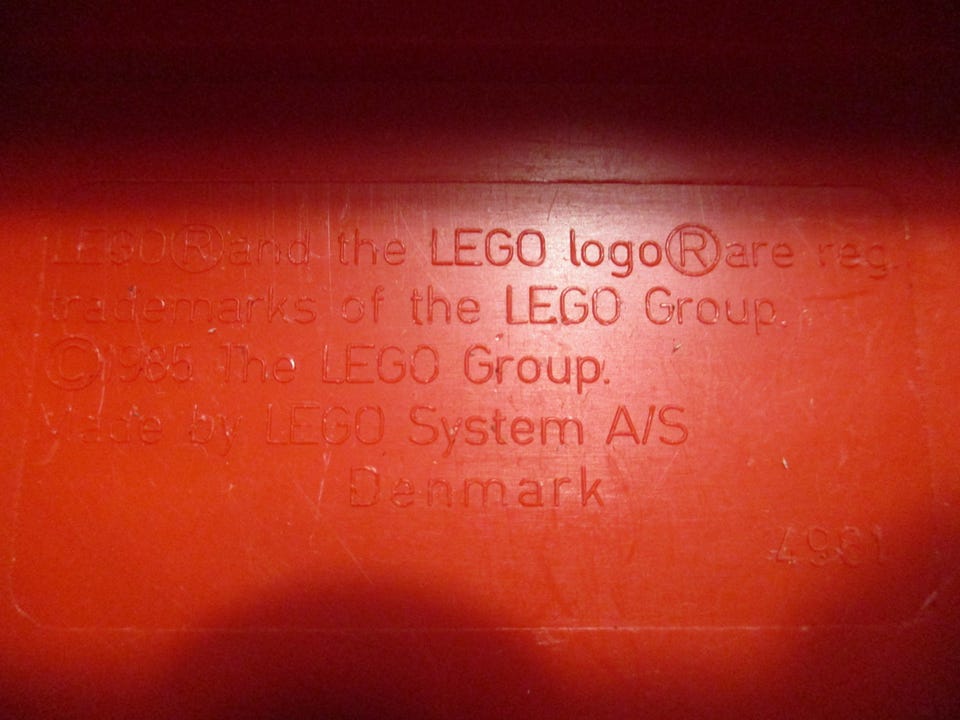 LEGO® and the LEGO logo® are reg.
trademarks of the LEGO Group.
© 1985 The LEGO Group.
Made by LEGO System A/S
Denmark
4981